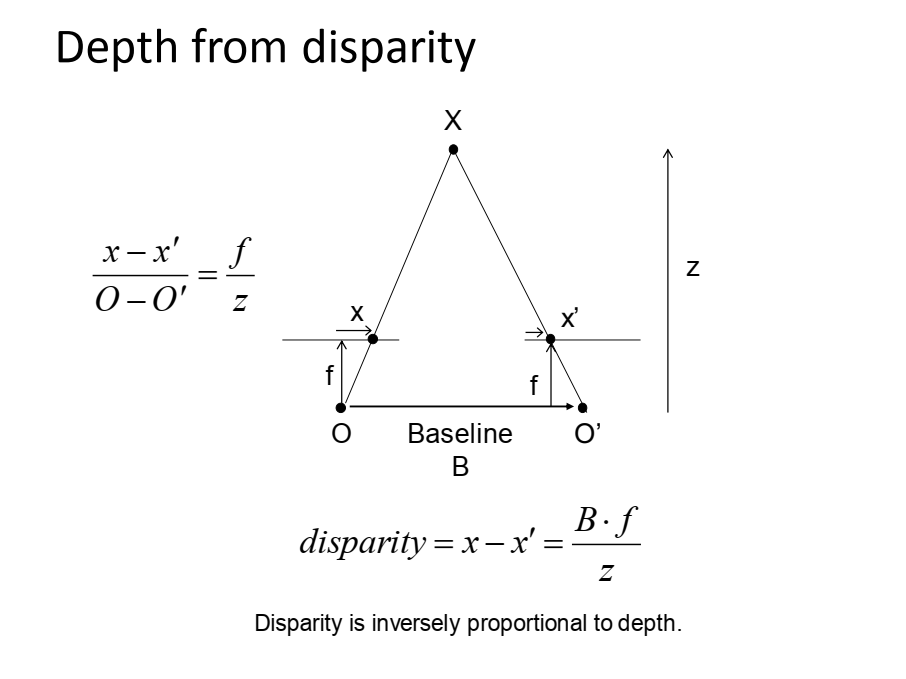 Depth from disparity
X
x − x′ / O − O′ = f / z
z
x
x’
f
f
O
Baseline
O’
B
disparity = x − x′ = B · f / z
Disparity is inversely proportional to depth.